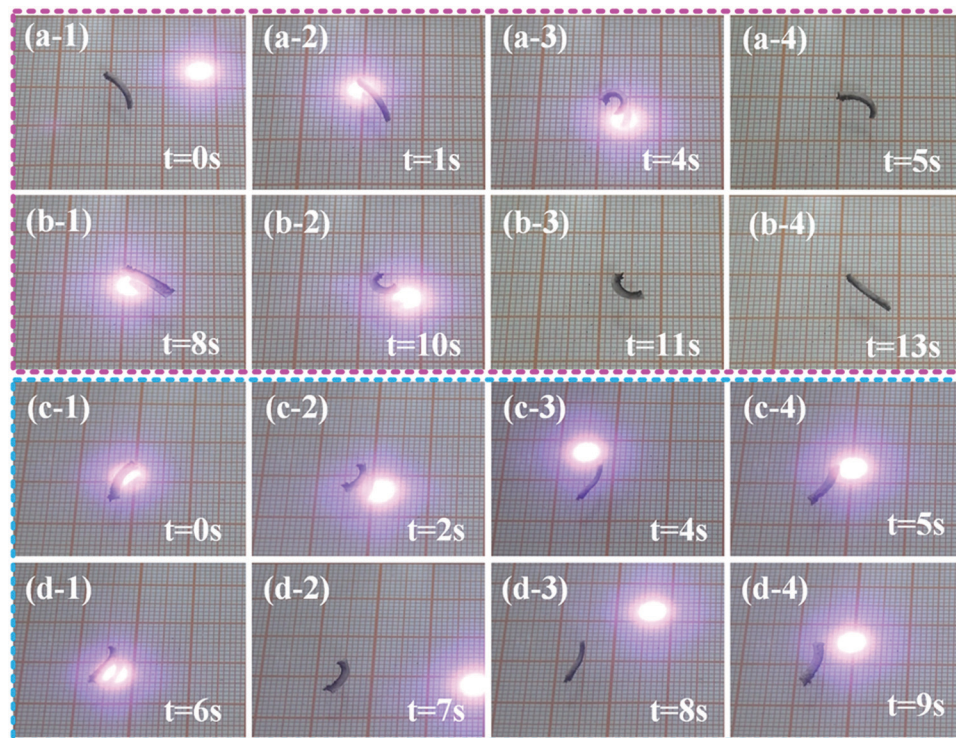 (a-1) (a-2) (a-3) (a-4)
t=0s t=1s t=4s t=5s
(b-1) (b-2) (b-3) (b-4)
t=8s t=10s t=11s t=13s
(c-1) (c-2) (c-3) (c-4)
t=0s t=2s t=4s t=5s
(d-1) (d-2) (d-3) (d-4)
t=6s t=7s t=8s t=9s